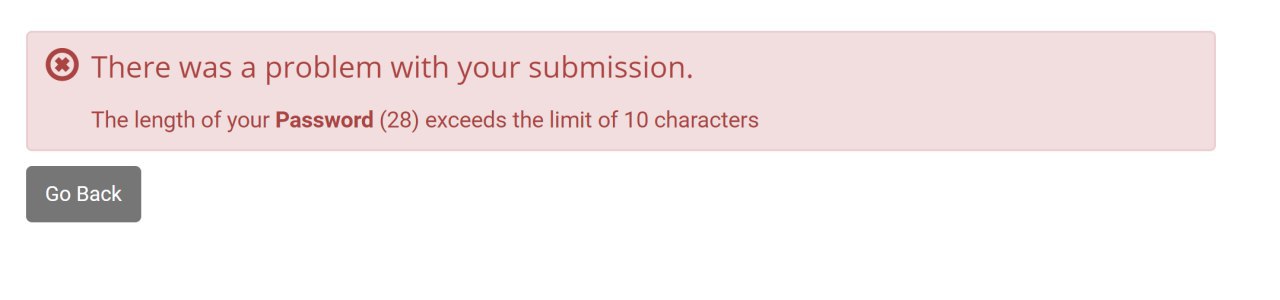 There was a problem with your submission.
The length of your Password (28) exceeds the limit of 10 characters
Go Back